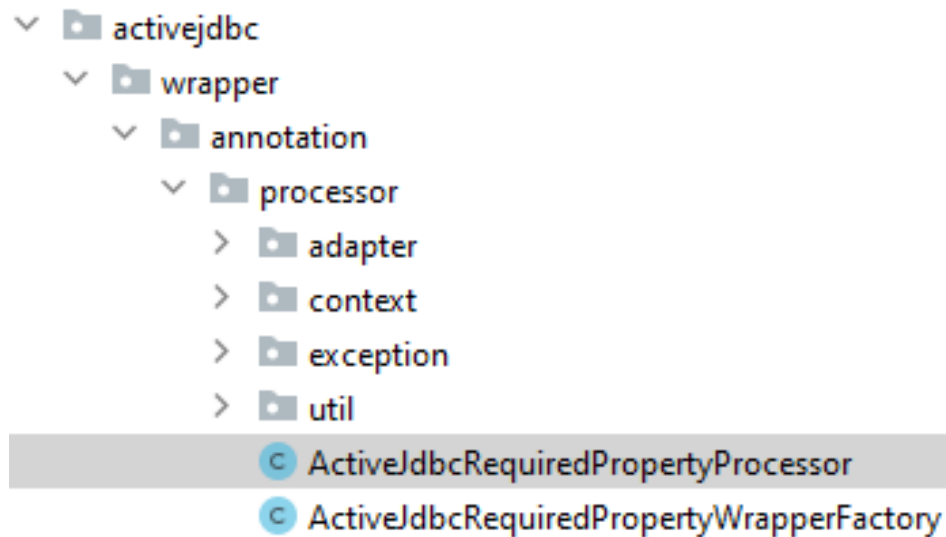 activejdbc
wrapper
annotation
processor
adapter
context
exception
util
C ActiveJdbcRequiredPropertyProcessor
C ActiveJdbcRequiredPropertyWrapperFactory